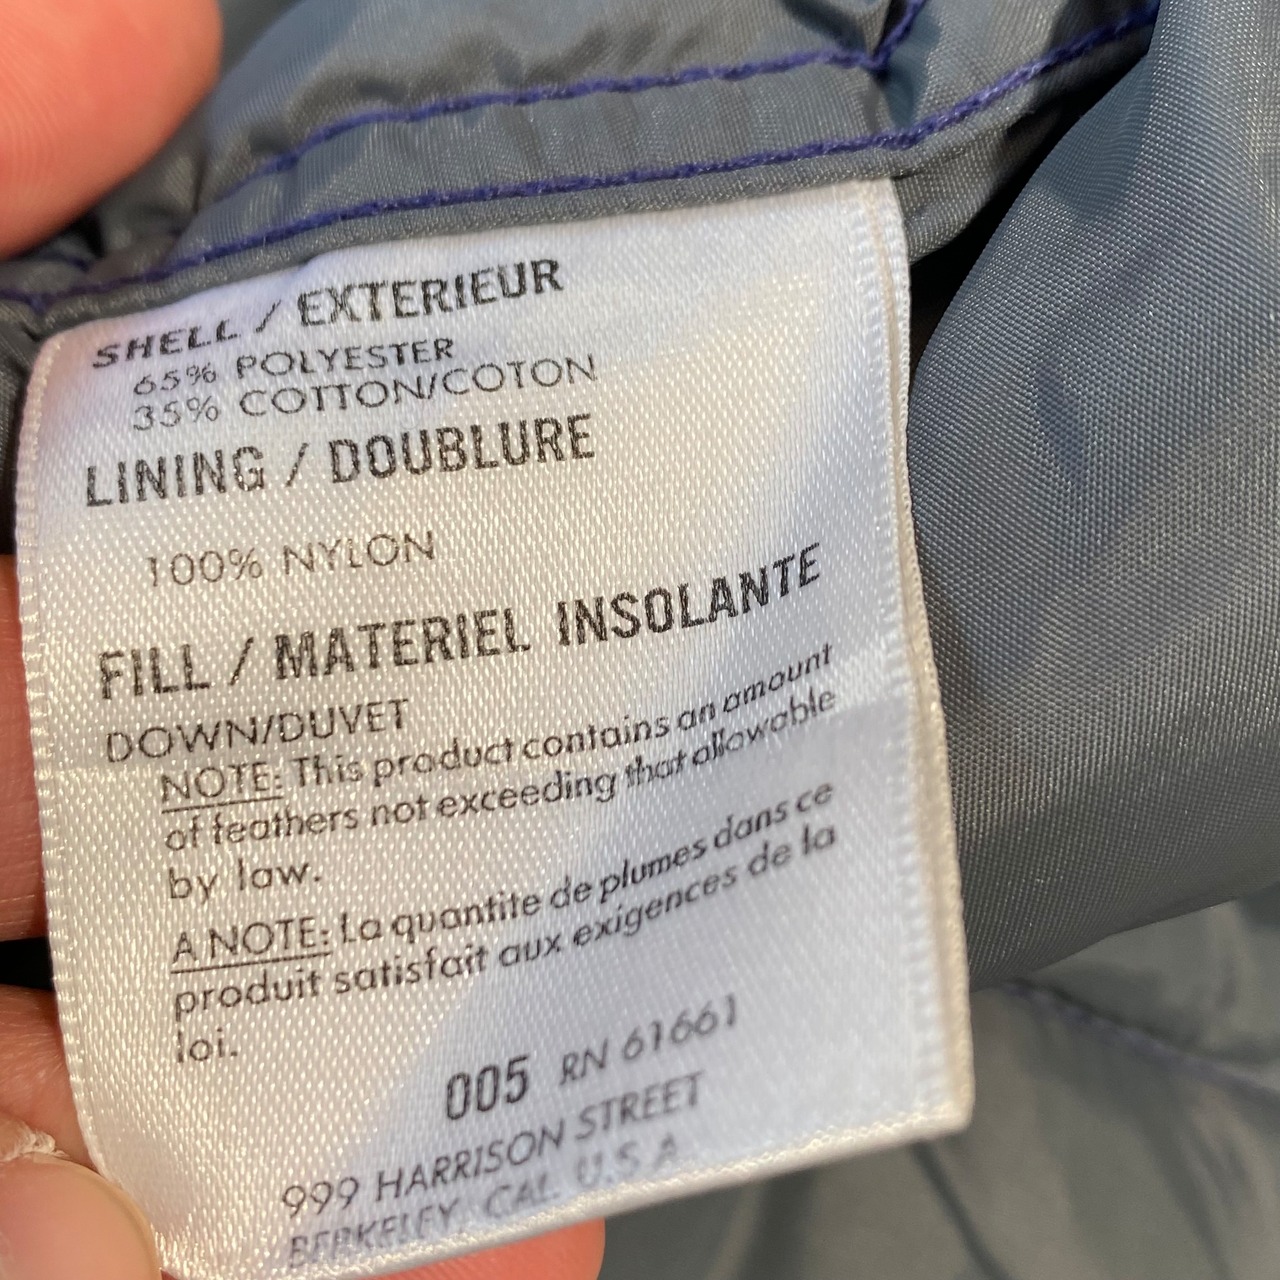 SHELL / EXTERIEUR
65% POLYESTER
35% COTTON/COTON
LINING / DOUBLURE
100% NYLON
FILL / MATERIEL INSOLANTE
DOWN/DUVET
NOTE: This product contains an amount
of feathers not exceeding that allowable
by law.
A NOTE: La quantite de plumes dans ce
produit satisfait aux exigences de la
loi.
005 RN 61661
999 HARRISON STREET
BERKELEY, CAL U.S.A.